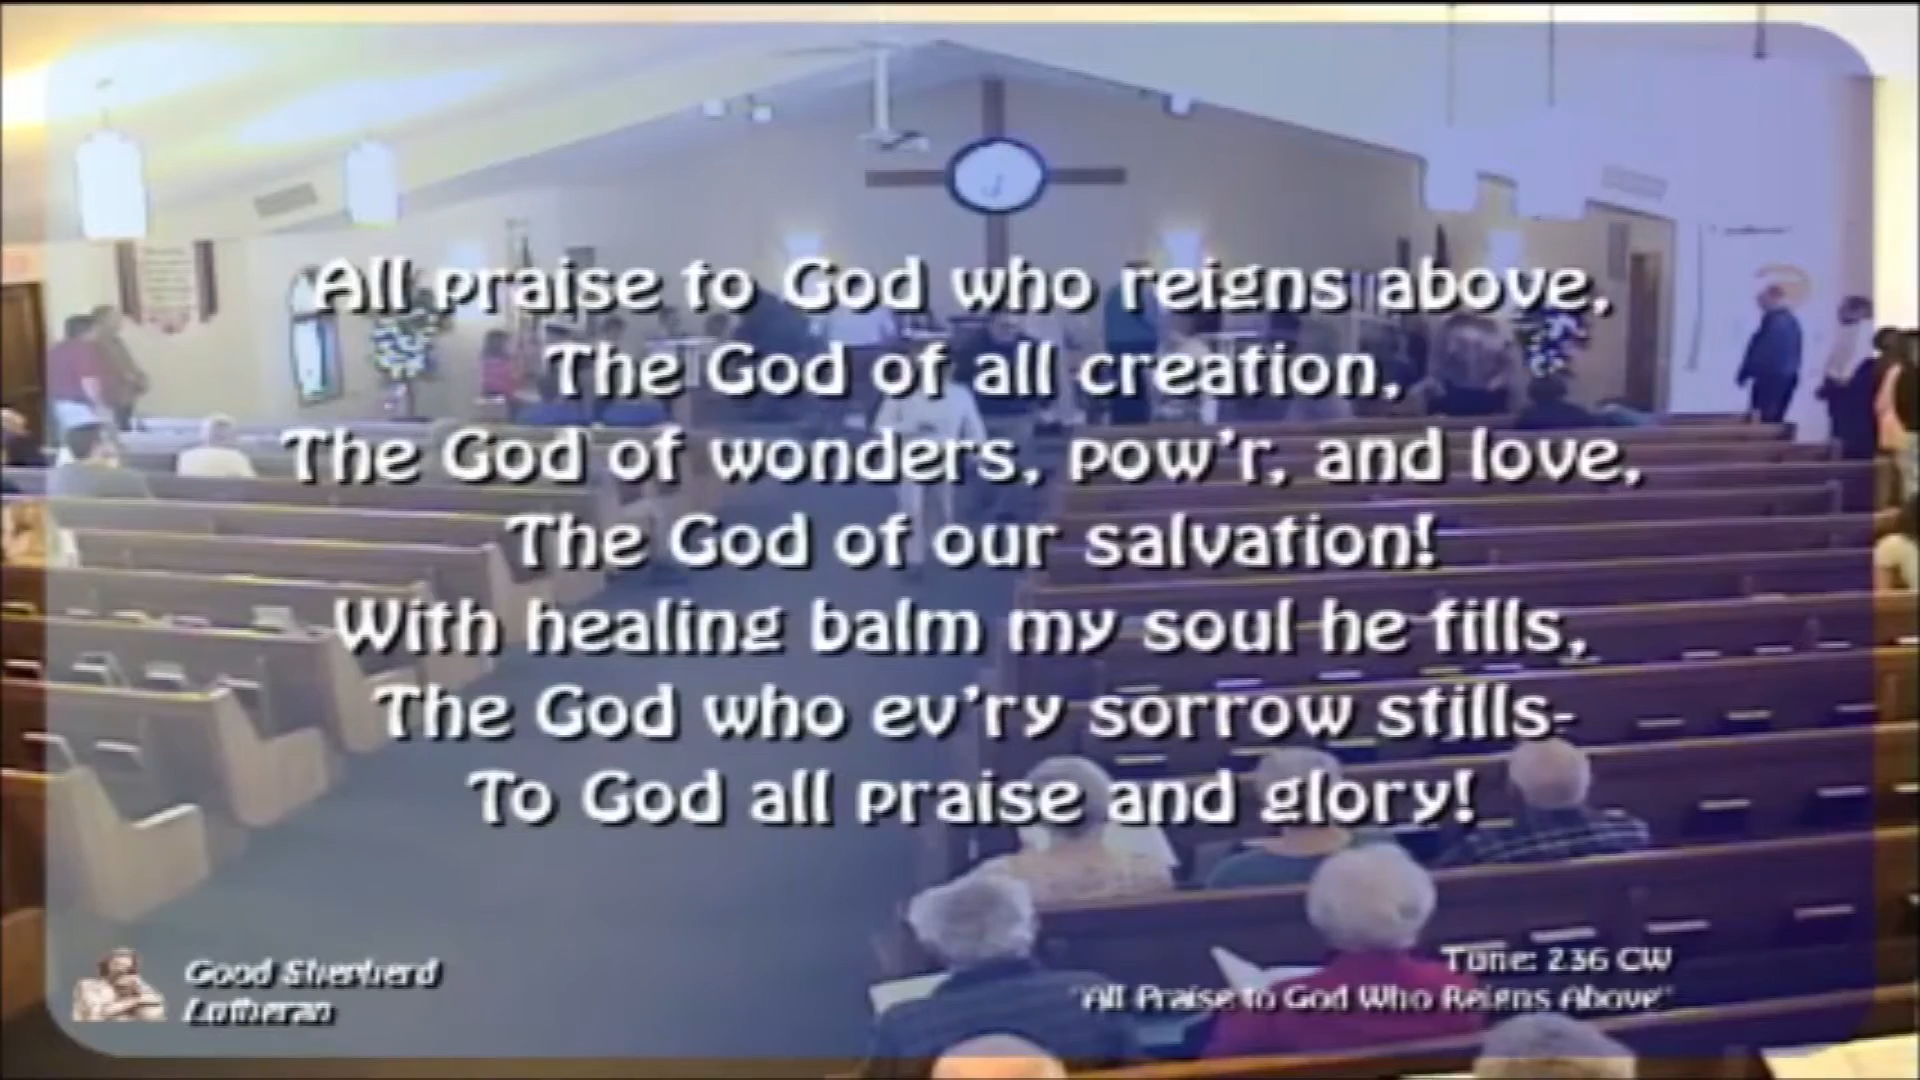 All praise to God who reigns above,
The God of all creation,
The God of wonders, pow'r, and love,
The God of our salvation!
With healing balm my soul he fills,
The God who ev'ry sorrow stills-
To God all praise and glory!
Good Shepherd
Lutheran
Tune: 236 CW
"All Praise to God Who Reigns Above"